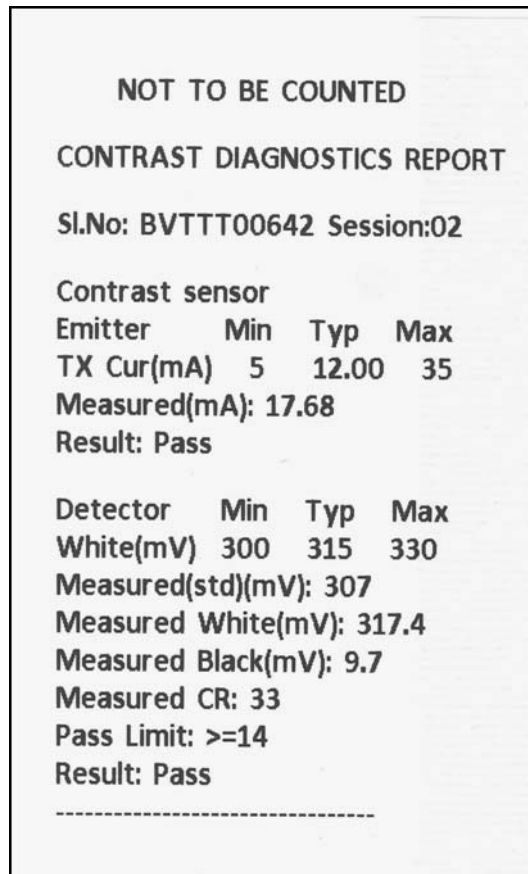 NOT TO BE COUNTED
CONTRAST DIAGNOSTICS REPORT
Sl.No: BVTTT00642 Session:02
Contrast sensor
Emitter Min Typ Max
TX Cur(mA) 5 12.00 35
Measured(mA): 17.68
Result: Pass
Detector Min Typ Max
White(mV) 300 315 330
Measured(std)(mV): 307
Measured White(mV): 317.4
Measured Black(mV): 9.7
Measured CR: 33
Pass Limit: >=14
Result: Pass
---------------------------------